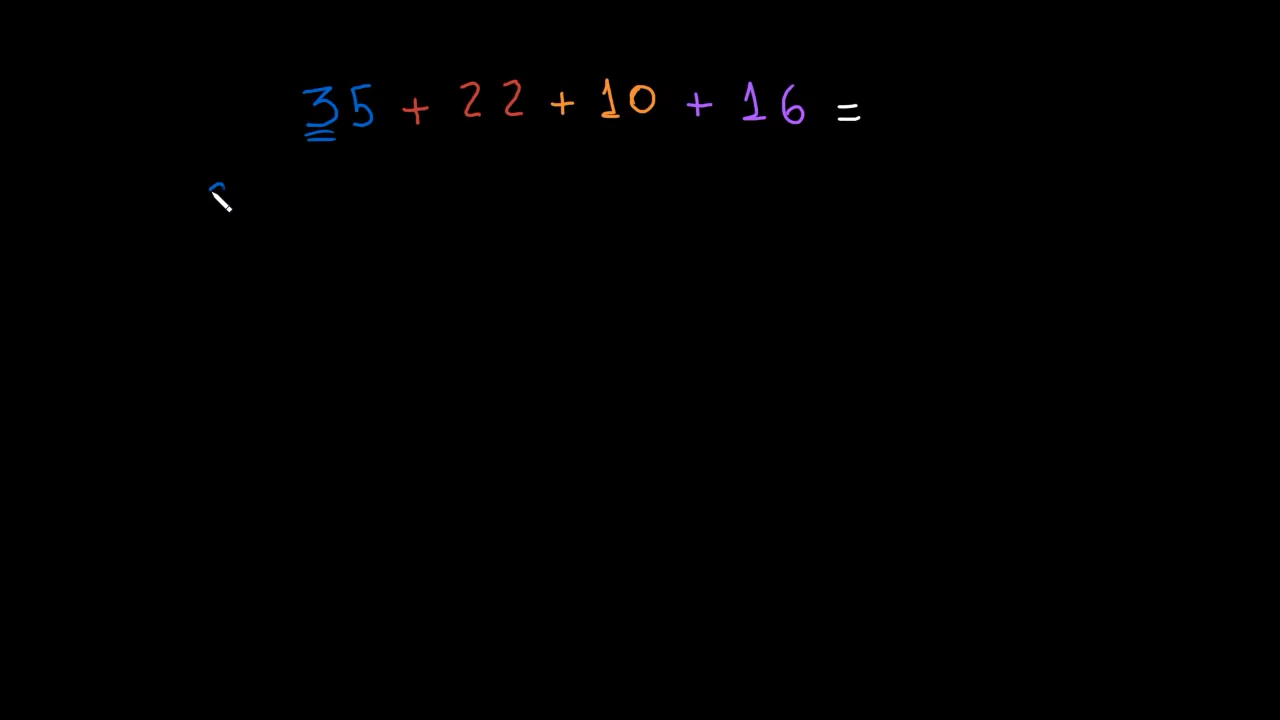 35 + 22 + 10 + 16 =